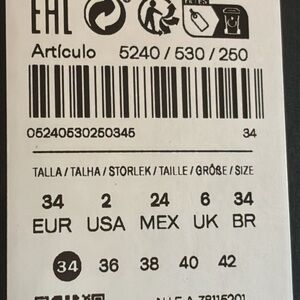 EAC
Artículo 5240 / 530 / 250
05240530250345 34
TALLA / TALHA / STORLEK / TAILLE / GRÖßE / SIZE
34 2 24 6 34
EUR USA MEX UK BR
34 36 38 40 42